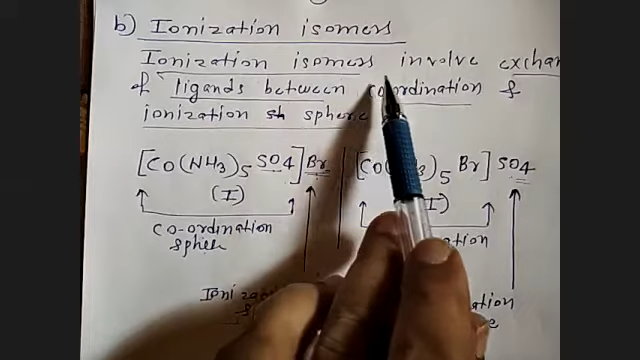 b) Ionization isomers
Ionization isomers involve exchan
of ligands between coordination &
ionization sphere
[Co(NH3)5 SO4] Br [Co 3)5 Br] SO4
(I)
Co-ordination
sphere